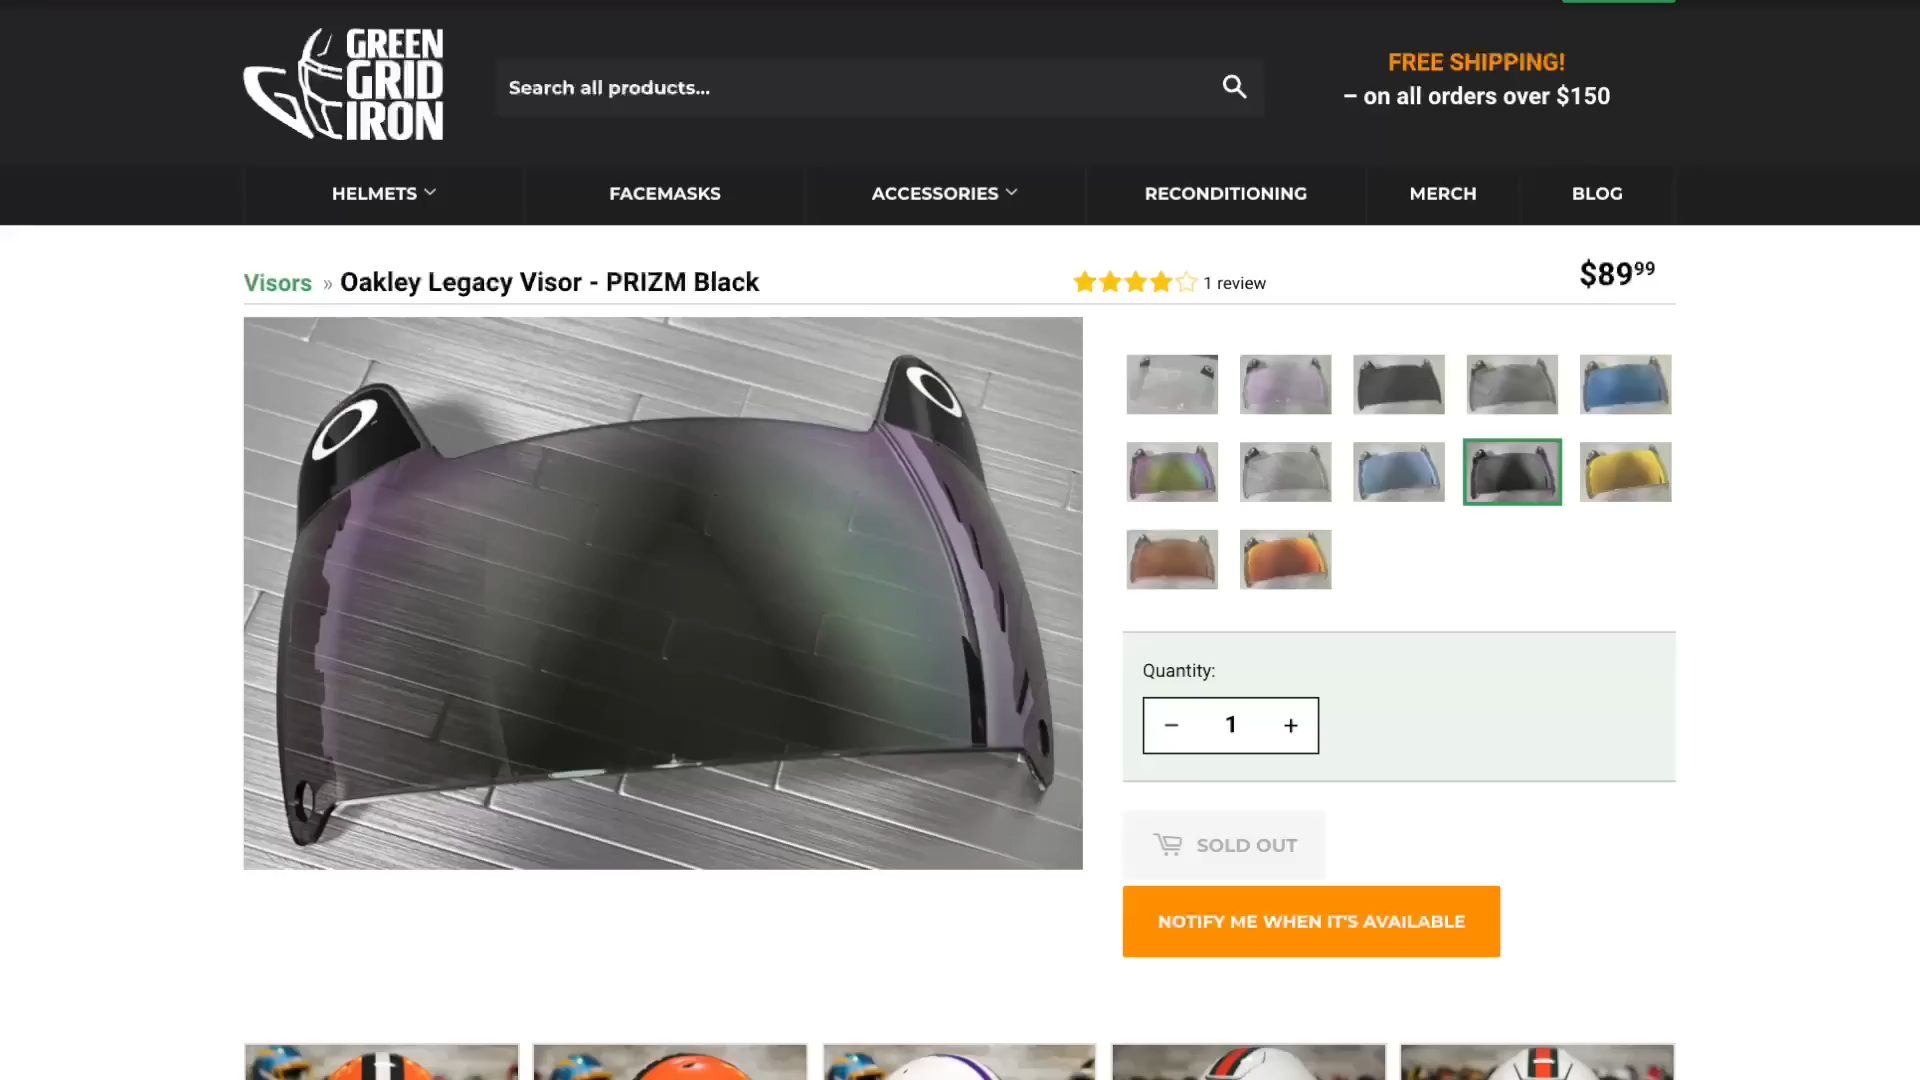 GREEN
GRID
IRON
Search all products...
FREE SHIPPING!
– on all orders over $150
HELMETS
FACEMASKS
ACCESSORIES
RECONDITIONING
MERCH
BLOG
Visors » Oakley Legacy Visor - PRIZM Black
1 review
$89.99
Quantity:
− 1 +
SOLD OUT
NOTIFY ME WHEN IT'S AVAILABLE